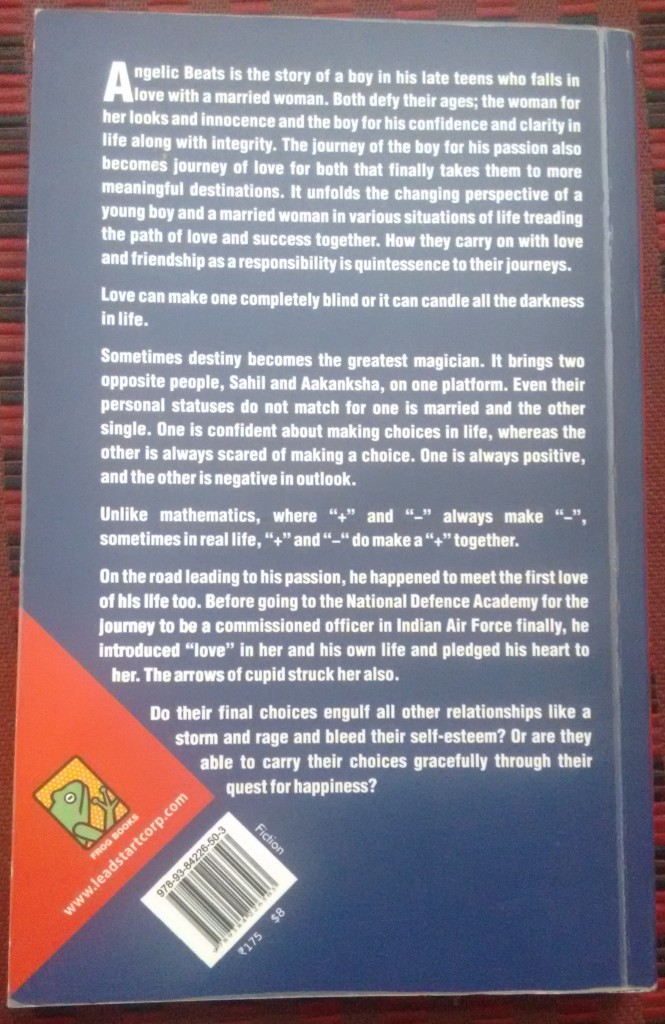 Angelic Beats is the story of a boy in his late teens who falls in
love with a married woman. Both defy their ages; the woman for
her looks and innocence and the boy for his confidence and clarity in
life along with integrity. The journey of the boy for his passion also
becomes journey of love for both that finally takes them to more
meaningful destinations. It unfolds the changing perspective of a
young boy and a married woman in various situations of life treading
the path of love and success together. How they carry on with love
and friendship as a responsibility is quintessence to their journeys.
Love can make one completely blind or it can candle all the darkness
in life.
Sometimes destiny becomes the greatest magician. It brings two
opposite people, Sahil and Aakanksha, on one platform. Even their
personal statuses do not match for one is married and the other
single. One is confident about making choices in life, whereas the
other is always scared of making a choice. One is always positive,
and the other is negative in outlook.
Unlike mathematics, where “+” and “–” always make “–”,
sometimes in real life, “+” and “–“ do make a “+” together.
On the road leading to his passion, he happened to meet the first love
of his life too. Before going to the National Defence Academy for the
journey to be a commissioned officer in Indian Air Force finally, he
introduced “love” in her and his own life and pledged his heart to
her. The arrows of cupid struck her also.
Do their final choices engulf all other relationships like a
storm and rage and bleed their self-esteem? Or are they
able to carry their choices gracefully through their
quest for happiness?
FROG BOOKS
www.leadstartcorp.com
978-93-84226-50-3
Fiction
₹175 $8